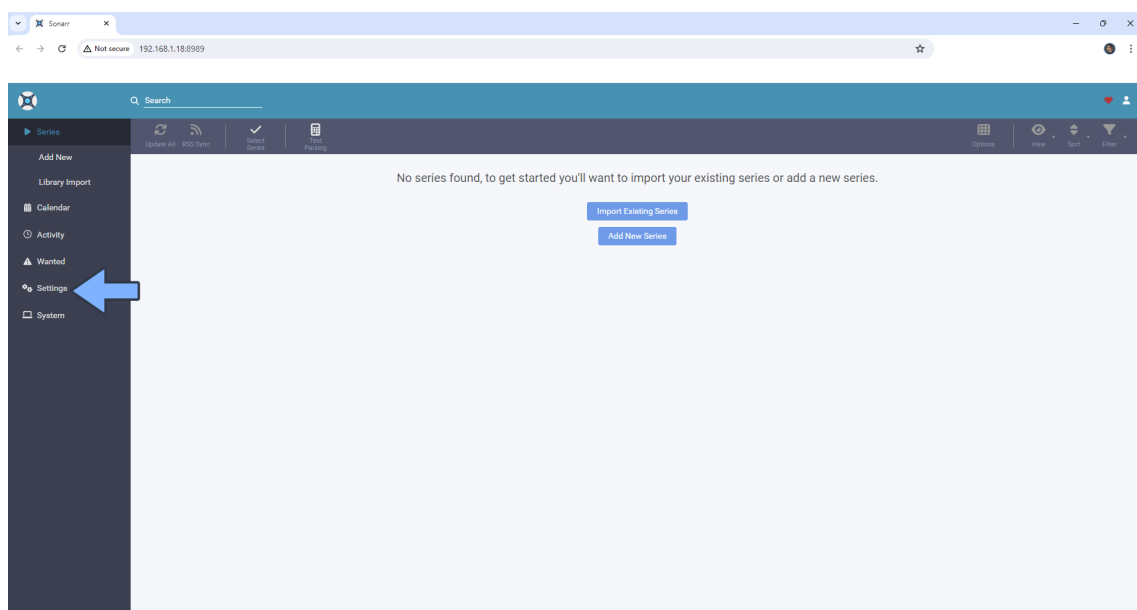 Sonarr
Not secure 192.168.1.18:8989
Search
Series
Add New
Library Import
Calendar
Activity
Wanted
Settings
System
Update All
RSS Sync
Select
Series
Test
Parsing
Options
View
Sort
Filter
No series found, to get started you'll want to import your existing series or add a new series.
Import Existing Series
Add New Series